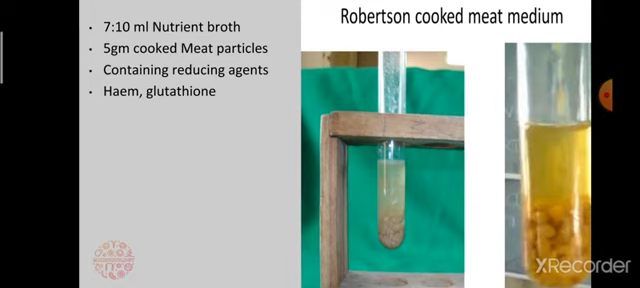 Robertson cooked meat medium
• 7:10 ml Nutrient broth
• 5gm cooked Meat particles
• Containing reducing agents
• Haem, glutathione
XRecorder